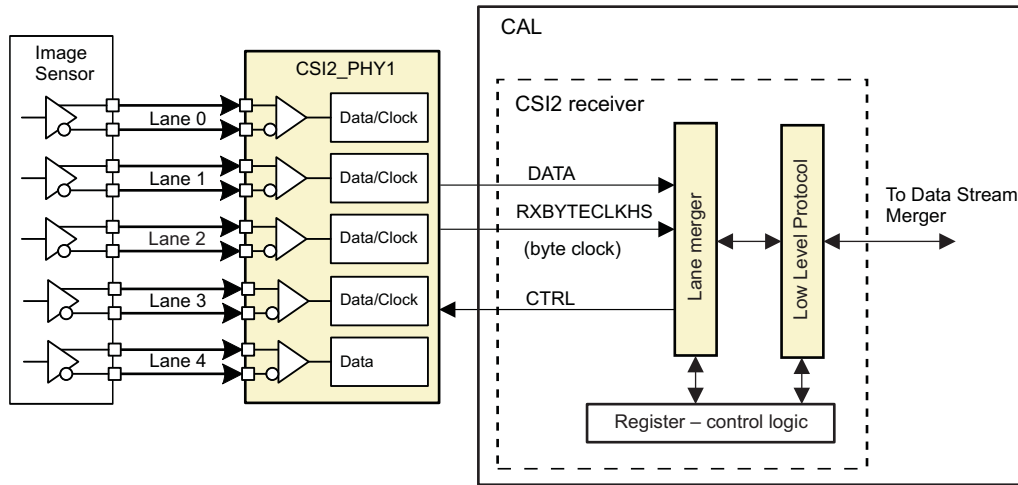 CAL
Image
Sensor
CSI2_PHY1
CSI2 receiver
Lane 0
Data/Clock
Lane 1
Data/Clock
DATA
Lane 2
Data/Clock
RXBYTECLKHS
(byte clock)
Lane 3
Data/Clock
CTRL
Lane 4
Data
Lane merger
Low Level Protocol
To Data Stream
Merger
Register – control logic